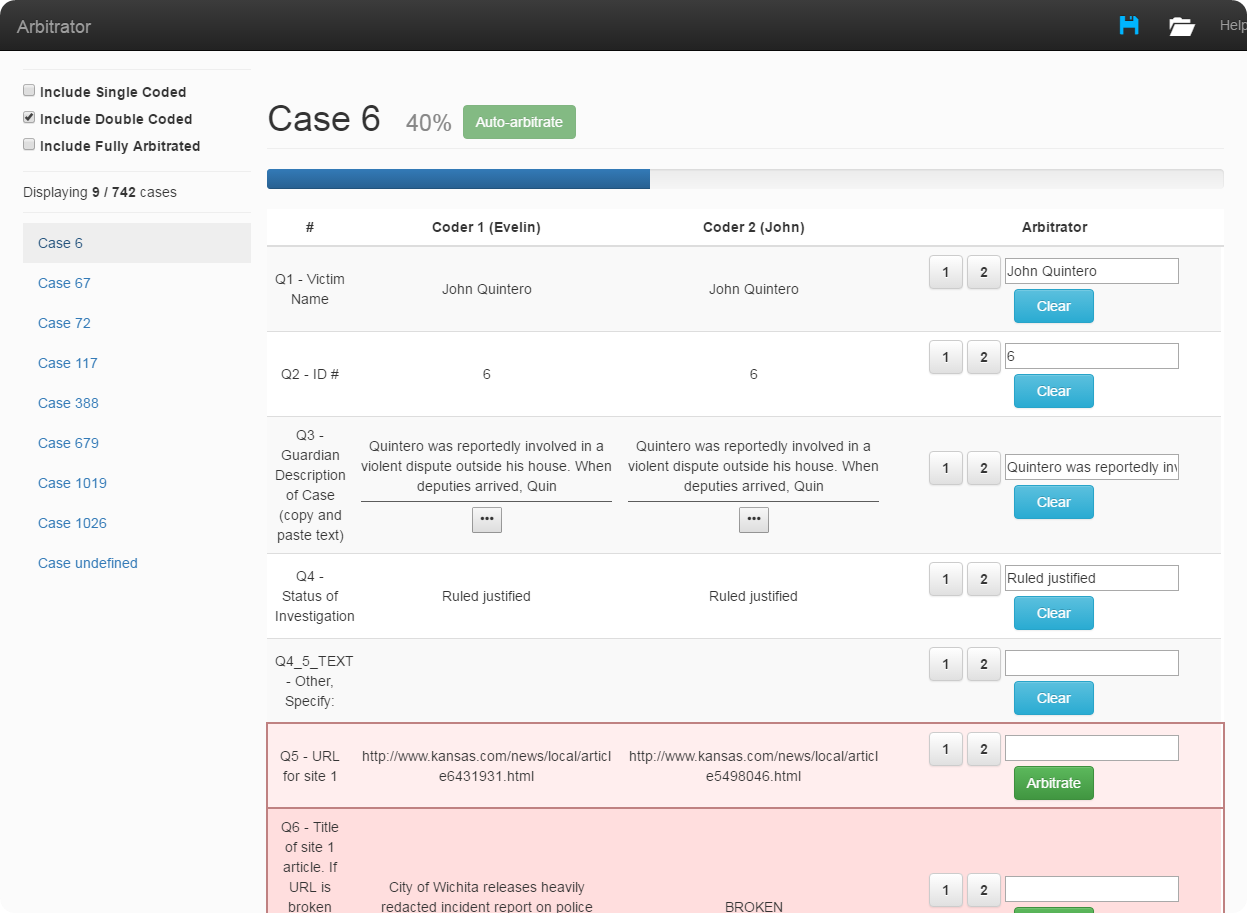 Arbitrator
Help
Include Single Coded
Include Double Coded
Include Fully Arbitrated
Displaying 9 / 742 cases
Case 6
Case 67
Case 72
Case 117
Case 388
Case 679
Case 1019
Case 1026
Case undefined
Case 6 40% Auto-arbitrate
# Coder 1 (Evelin) Coder 2 (John) Arbitrator
Q1 - Victim
Name
John Quintero
John Quintero
1 2 John Quintero
Clear
Q2 - ID #
6
6
1 2 6
Clear
Q3 -
Guardian
Description
of Case
(copy and
paste text)
Quintero was reportedly involved in a
violent dispute outside his house. When
deputies arrived, Quin
•••
Quintero was reportedly involved in a
violent dispute outside his house. When
deputies arrived, Quin
•••
1 2 Quintero was reportedly inv
Clear
Q4 -
Status of
Investigation
Ruled justified
Ruled justified
1 2 Ruled justified
Clear
Q4_5_TEXT
- Other,
Specify:
1 2
Clear
Q5 - URL
for site 1
http://www.kansas.com/news/local/articl
e6431931.html
http://www.kansas.com/news/local/articl
e5498046.html
1 2
Arbitrate
Q6 - Title
of site 1
article. If
URL is
broken
City of Wichita releases heavily
redacted incident report on police
BROKEN
1 2